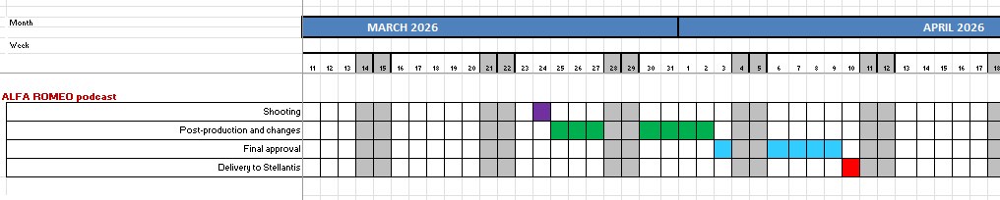 Month
MARCH 2026 APRIL 2026
Week
11 12 13 14 15 16 17 18 19 20 21 22 23 24 25 26 27 28 29 30 31 1 2 3 4 5 6 7 8 9 10 11 12 13 14 15 16 17 18
ALFA ROMEO podcast
Shooting
Post-production and changes
Final approval
Delivery to Stellantis